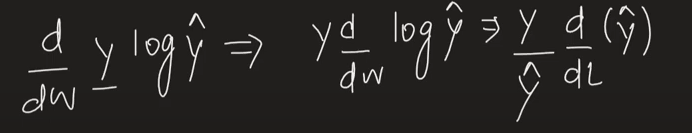 d/dw y log ŷ ⇒ y d/dw log ŷ ⇒ y/ŷ d/dL (ŷ)